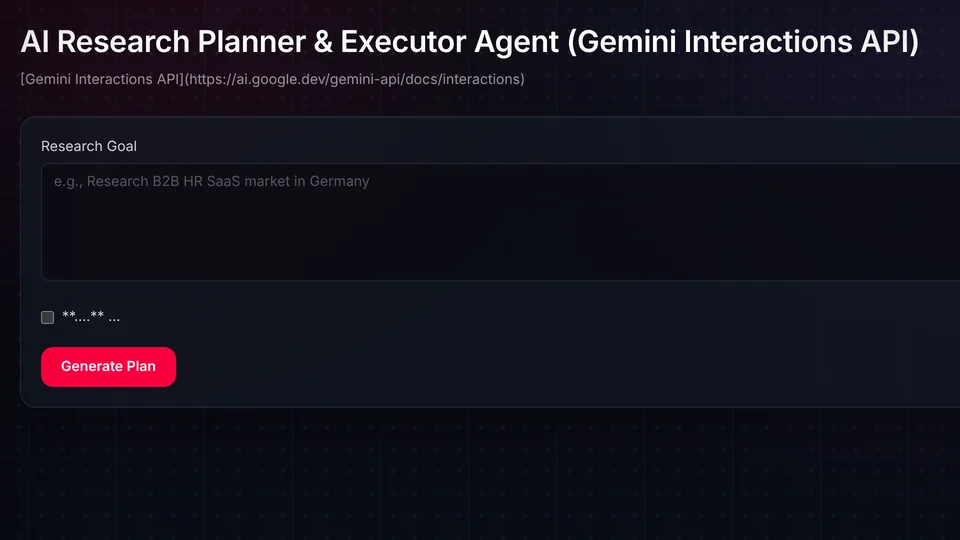 AI Research Planner & Executor Agent (Gemini Interactions API)
[Gemini Interactions API](https://ai.google.dev/gemini-api/docs/interactions)
Research Goal
e.g., Research B2B HR SaaS market in Germany
**...** ...
Generate Plan